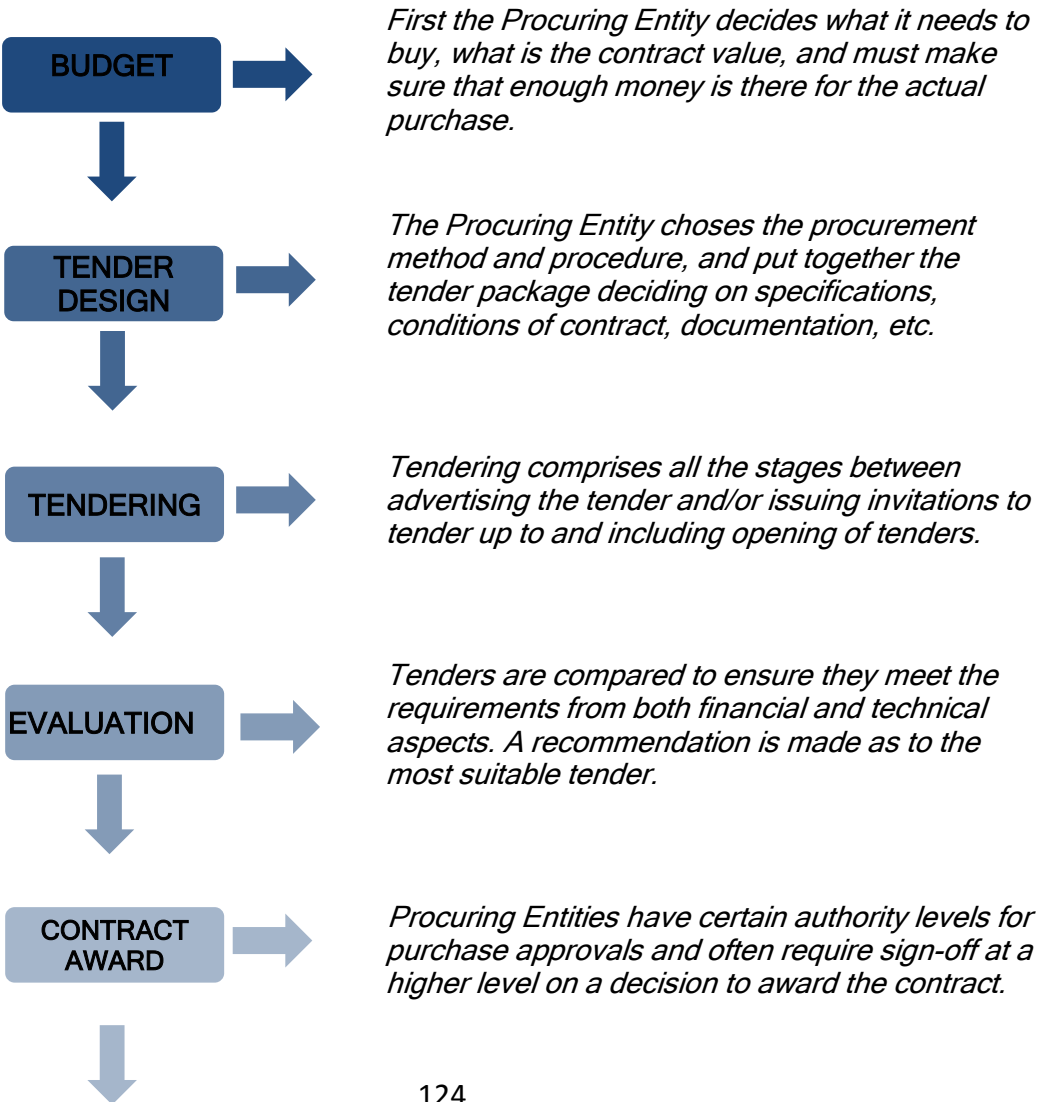 BUDGET
First the Procuring Entity decides what it needs to
buy, what is the contract value, and must make
sure that enough money is there for the actual
purchase.
TENDER
DESIGN
The Procuring Entity choses the procurement
method and procedure, and put together the
tender package deciding on specifications,
conditions of contract, documentation, etc.
TENDERING
Tendering comprises all the stages between
advertising the tender and/or issuing invitations to
tender up to and including opening of tenders.
EVALUATION
Tenders are compared to ensure they meet the
requirements from both financial and technical
aspects. A recommendation is made as to the
most suitable tender.
CONTRACT
AWARD
Procuring Entities have certain authority levels for
purchase approvals and often require sign-off at a
higher level on a decision to award the contract.
124